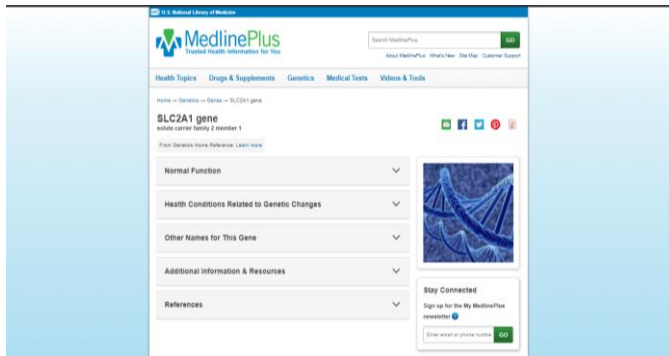 NIH U.S. National Library of Medicine
MedlinePlus
Trusted Health Information for You
Search MedlinePlus GO
About MedlinePlus What's New Site Map Customer Support
Health Topics Drugs & Supplements Genetics Medical Tests Videos & Tools
Home → Genetics → Genes → SLC2A1 gene
SLC2A1 gene
solute carrier family 2 member 1
From Genetics Home Reference. Learn more
Normal Function
Health Conditions Related to Genetic Changes
Other Names for This Gene
Additional Information & Resources
References
Stay Connected
Sign up for the My MedlinePlus
newsletter ?
Enter email or phone number GO